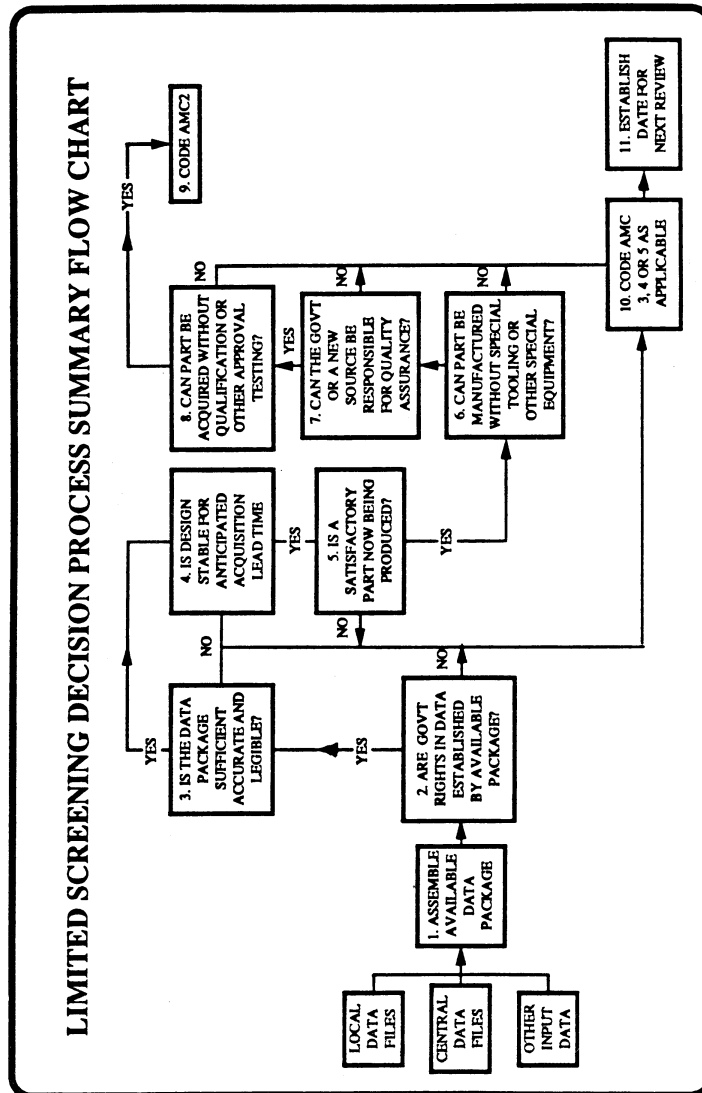 LIMITED SCREENING DECISION PROCESS SUMMARY FLOW CHART
LOCAL
DATA
FILES
CENTRAL
DATA
FILES
OTHER
INPUT
DATA
1. ASSEMBLE
AVAILABLE
DATA
PACKAGE
2. ARE GOVT
RIGHTS IN DATA
ESTABLISHED
BY AVAILABLE
PACKAGE?
YES
NO
3. IS THE DATA
PACKAGE
SUFFICIENT
ACCURATE AND
LEGIBLE?
YES
NO
4. IS DESIGN
STABLE FOR
ANTICIPATED
ACQUISITION
LEAD TIME
YES
5. IS A
SATISFACTORY
PART NOW BEING
PRODUCED?
NO
YES
6. CAN PART BE
MANUFACTURED
WITHOUT SPECIAL
TOOLING OR
OTHER SPECIAL
EQUIPMENT?
NO
7. CAN THE GOVT
OR A NEW
SOURCE BE
RESPONSIBLE
FOR QUALITY
ASSURANCE?
NO
YES
8. CAN PART BE
ACQUIRED WITHOUT
QUALIFICATION OR
OTHER APPROVAL
TESTING?
NO
YES
9. CODE AMC2
10. CODE AMC
3, 4 OR 5 AS
APPLICABLE
11. ESTABLISH
DATE FOR
NEXT REVIEW